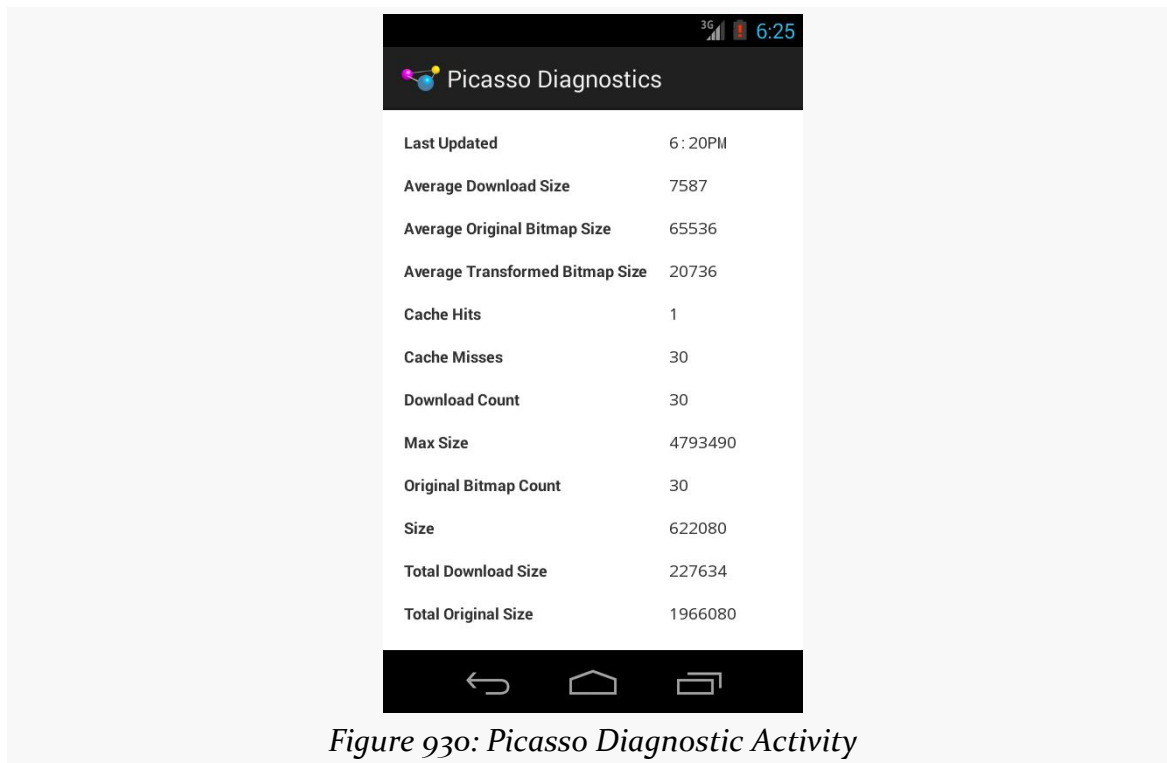 3G 6:25
Picasso Diagnostics
Last Updated 6:20PM
Average Download Size 7587
Average Original Bitmap Size 65536
Average Transformed Bitmap Size 20736
Cache Hits 1
Cache Misses 30
Download Count 30
Max Size 4793490
Original Bitmap Count 30
Size 622080
Total Download Size 227634
Total Original Size 1966080
Figure 930: Picasso Diagnostic Activity